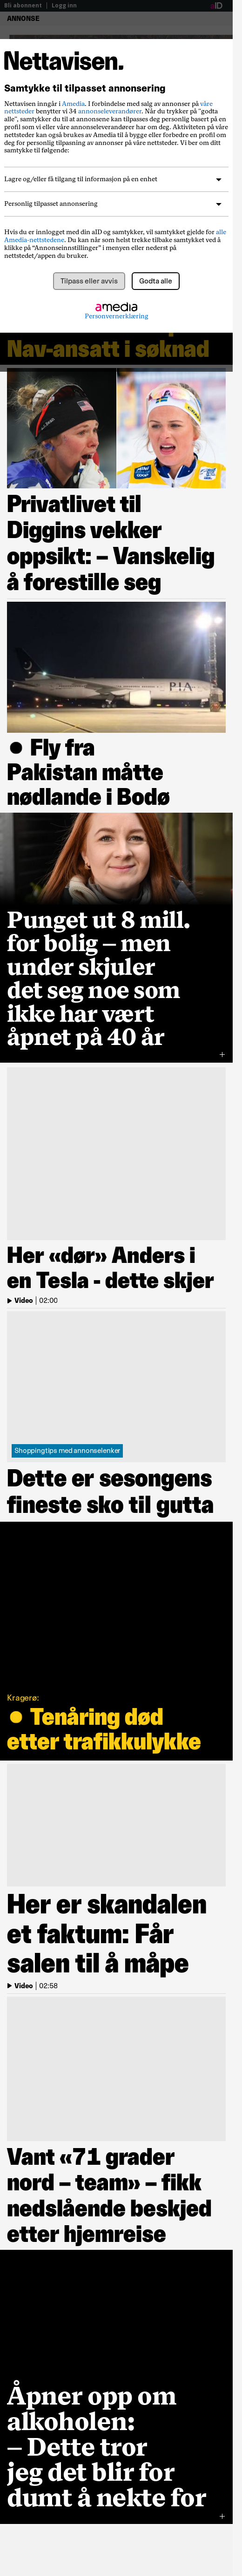 Bli abonnent | Logg inn
aID
ANNONSE
Nettavisen.
Samtykke til tilpasset annonsering
Nettavisen inngår i Amedia. I forbindelse med salg av annonser på våre
nettsteder benytter vi 34 annonseleverandører. Når du trykker på "godta
alle", samtykker du til at annonsene kan tilpasses deg personlig basert på en
profil som vi eller våre annonseleverandører har om deg. Aktiviteten på våre
nettsteder kan også brukes av Amedia til å bygge eller forbedre en profil om
deg for personlig tilpasning av annonser på våre nettsteder. Vi ber om ditt
samtykke til følgende:
Lagre og/eller få tilgang til informasjon på en enhet
Personlig tilpasset annonsering
Hvis du er innlogget med din aID og samtykker, vil samtykket gjelde for alle
Amedia-nettstedene. Du kan når som helst trekke tilbake samtykket ved å
klikke på “Annonseinnstillinger” i menyen eller nederst på
nettstedet/appen du bruker.
Tilpass eller avvis
Godta alle
amedia
Personvernerklæring
Nav-ansatt i søknad
Privatlivet til
Diggins vekker
oppsikt: – Vanskelig
å forestille seg
PIA
● Fly fra
Pakistan måtte
nødlande i Bodø
Punget ut 8 mill.
for bolig – men
under skjuler
det seg noe som
ikke har vært
åpnet på 40 år
+
Her «dør» Anders i
en Tesla - dette skjer
Video | 02:00
Shoppingtips med annonselenker
Dette er sesongens
fineste sko til gutta
Kragerø:
● Tenåring død
etter trafikkulykke
Her er skandalen
et faktum: Får
salen til å måpe
Video | 02:58
Vant «71 grader
nord – team» – fikk
nedslående beskjed
etter hjemreise
Åpner opp om
alkoholen:
– Dette tror
jeg det blir for
dumt å nekte for
+